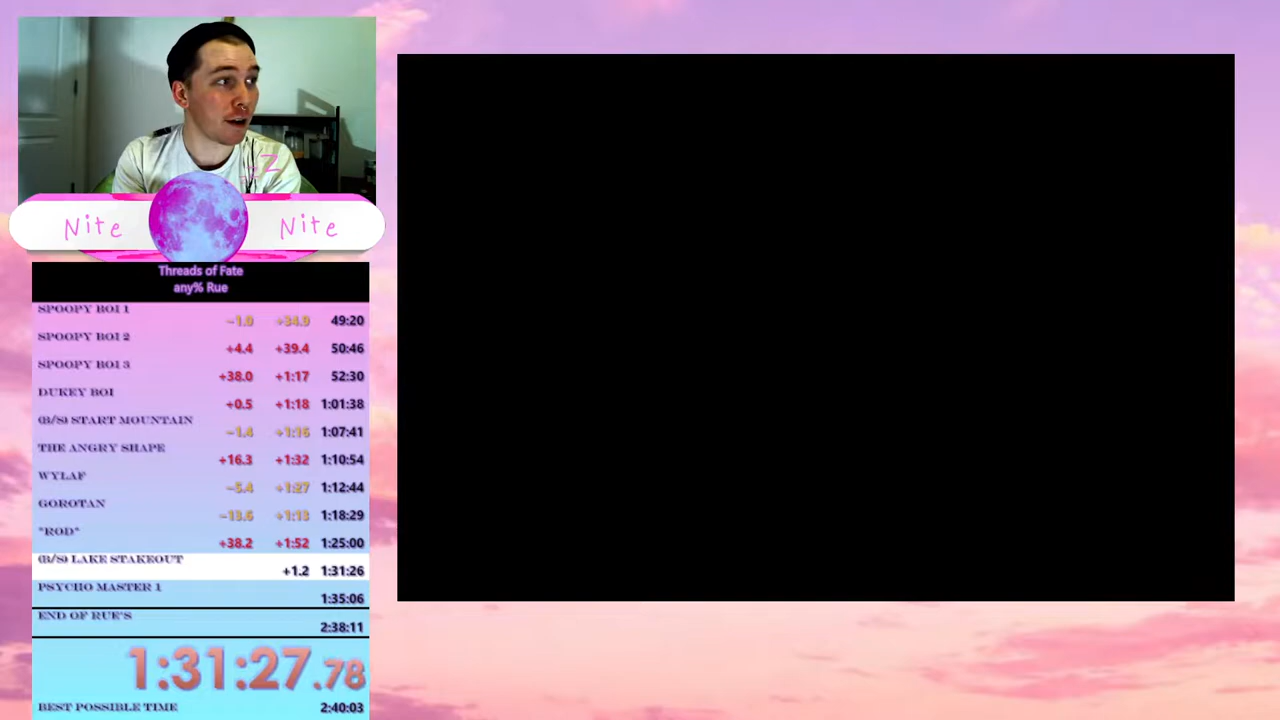 zZ
Nite Nite
Threads of Fate
any% Rue
SPOOPY BOI 1 -1.9 +34.9 49:20
SPOOPY BOI 2 +4.4 +39.4 50:46
SPOOPY BOI 3 +38.0 +1:17 52:30
DUKEY BOI +0.5 +1:18 1:01:38
(B/S) START MOUNTAIN -1.4 +1:16 1:07:41
THE ANGRY SHAPE +16.3 +1:32 1:10:54
WYLAF -5.4 +1:27 1:12:44
GOROTAN -13.6 +1:13 1:18:29
"ROD" +38.2 +1:52 1:25:00
(B/S) LAKE STAKEOUT +1.2 1:31:26
PSYCHO MASTER 1 1:35:06
END OF RUE'S 2:38:11
1:31:27.78
BEST POSSIBLE TIME 2:40:03